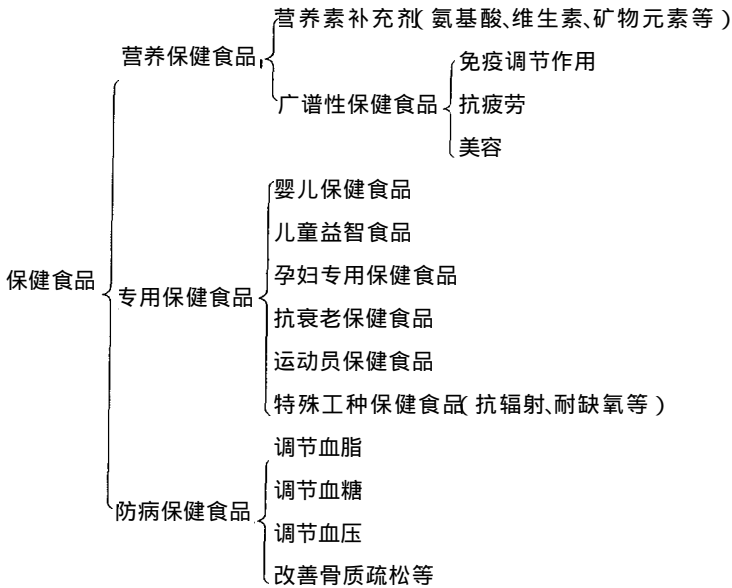 营养素补充剂(氨基酸、维生素、矿物元素等)
营养保健食品
免疫调节作用
广谱性保健食品
抗疲劳
美容
婴儿保健食品
儿童益智食品
孕妇专用保健食品
保健食品
专用保健食品
抗衰老保健食品
运动员保健食品
特殊工种保健食品(抗辐射、耐缺氧等)
调节血脂
调节血糖
防病保健食品
调节血压
改善骨质疏松等